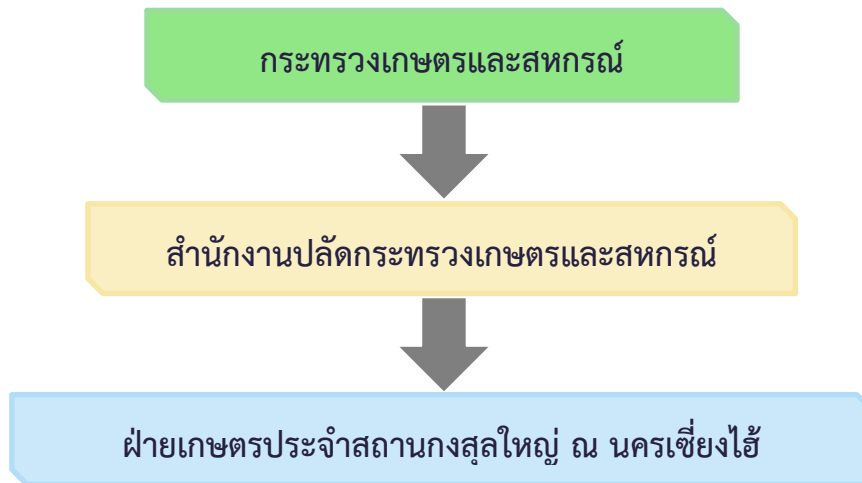 กระทรวงเกษตรและสหกรณ์
สำนักงานปลัดกระทรวงเกษตรและสหกรณ์
ฝ่ายเกษตรประจำสถานกงสุลใหญ่ ณ นครเซี่ยงไฮ้